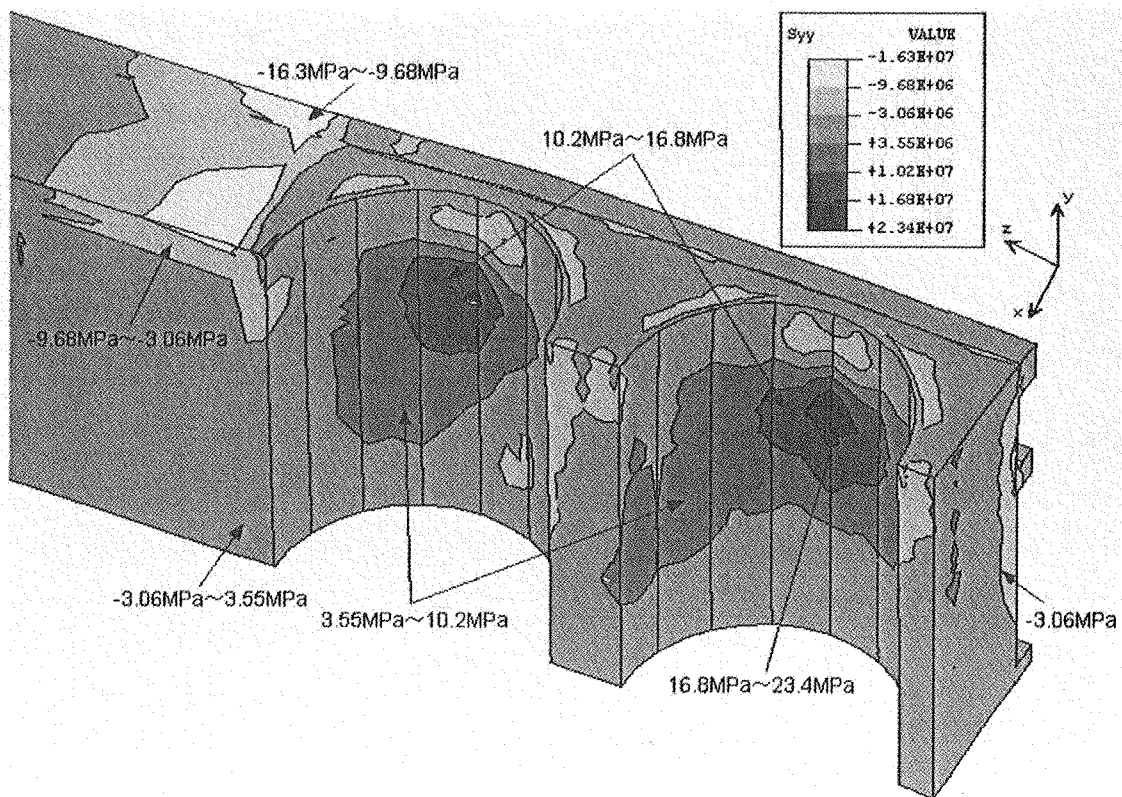 Syy VALUE
-1.63E+07
-9.68E+06
-3.06E+06
+3.55E+06
+1.02E+07
+1.68E+07
+2.34E+07
-16.3MPa～-9.68MPa
10.2MPa～16.8MPa
y
z
x
-9.68MPa～-3.06MPa
-3.06MPa～3.55MPa
3.55MPa～10.2MPa
-3.06MPa
16.8MPa～23.4MPa